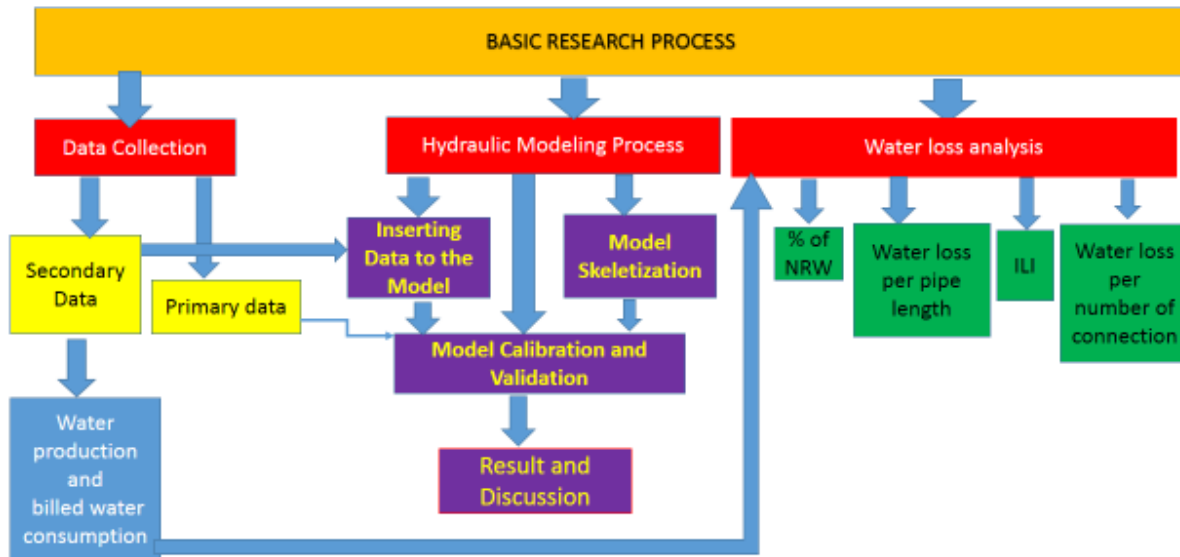 BASIC RESEARCH PROCESS
Data Collection
Hydraulic Modeling Process
Water loss analysis
Secondary
Data
Primary data
Inserting
Data to the
Model
Model
Skeletization
% of
NRW
Water loss
per pipe
length
ILI
Water loss
per
number of
connection
Model Calibration and
Validation
Water
production
and
billed water
consumption
Result and
Discussion